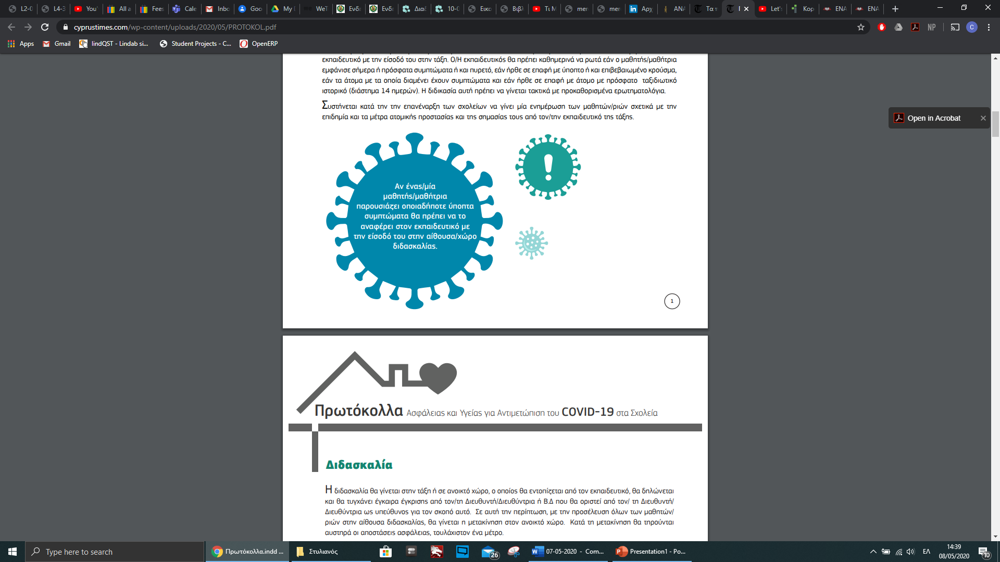 L2-0
L4-3
You'
All a
Fees
Cale
Inbo
Goo
My D
WeT
Ενδε
Ενδε
Διαδ
10-0
Εικο
Βιβλ
Τι Μ
mer
mer
Αρχ
ΑΝΑ
Τα π
Let's
Κορ
ΕΝΑ
ΕΝΑ
cyprustimes.com/wp-content/uploads/2020/05/PROTOKOL.pdf
NP
C
Apps
Gmail
lindQST - Lindab si...
Student Projects - C...
OpenERP
εκπαιδευτικό με την είσοδό του στην τάξη. Ο/Η εκπαιδευτικός θα πρέπει καθημερινά να ρωτά εάν ο μαθητής/μαθήτρια
εμφάνισε σήμερα ή πρόσφατα συμπτώματα ή και πυρετό, εάν ήρθε σε επαφή με ύποπτο ή και επιβεβαιωμένο κρούσμα,
εάν τα άτομα με τα οποία διαμένει έχουν συμπτώματα και εάν ήρθε σε επαφή με άτομο με πρόσφατο ταξιδιωτικό
ιστορικό (διάστημα 14 ημερών). Η διδικασία αυτή πρέπει να γίνεται τακτικά με προκαθορισμένα ερωτηματολόγια.
Συστήνεται κατά την την επανέναρξη των σχολείων να γίνει μία ενημέρωση των μαθητών/ριών σχετικά με την
επιδημία και τα μέτρα ατομικής προστασίας και της σημασίας τους από τον/την εκπαιδευτικό της τάξης.
Open in Acrobat
Αν ένας/μία
μαθητής/μαθήτρια
παρουσιάζει οποιαδήποτε ύποπτα
συμπτώματα θα πρέπει να το
αναφέρει στον εκπαιδευτικό με
την είσοδό του στην αίθουσα/χώρο
διδασκαλίας.
!
1
Πρωτόκολλα Ασφάλειας και Υγείας για Αντιμετώπιση του COVID-19 στα Σχολεία
Διδασκαλία
Η διδασκαλία θα γίνεται στην τάξη ή σε ανοικτό χώρο, ο οποίος θα εντοπίζεται από τον εκπαιδευτικό, θα δηλώνεται
και θα τυγχάνει έγκαιρα έγκρισης από τον/τη Διευθυντή/Διευθύντρια ή Β.Δ που θα οριστεί από τον/ τη Διευθυντή/
Διευθύντρια ως υπεύθυνος για τον σκοπό αυτό. Σε αυτή την περίπτωση, με την προσέλευση όλων των μαθητών/
ριών στην αίθουσα διδασκαλίας, θα γίνεται η μετακίνηση στον ανοικτό χώρο. Κατά τη μετακίνηση θα τηρούνται
αυστηρά οι αποστάσεις ασφάλειας, τουλάχιστον ένα μέτρο.
Type here to search
Πρωτόκολλα.indd ...
Στυλιανός
26
07-05-2020 - Com...
Presentation1 - Po...
ΕΛ
14:39
08/05/2020
10